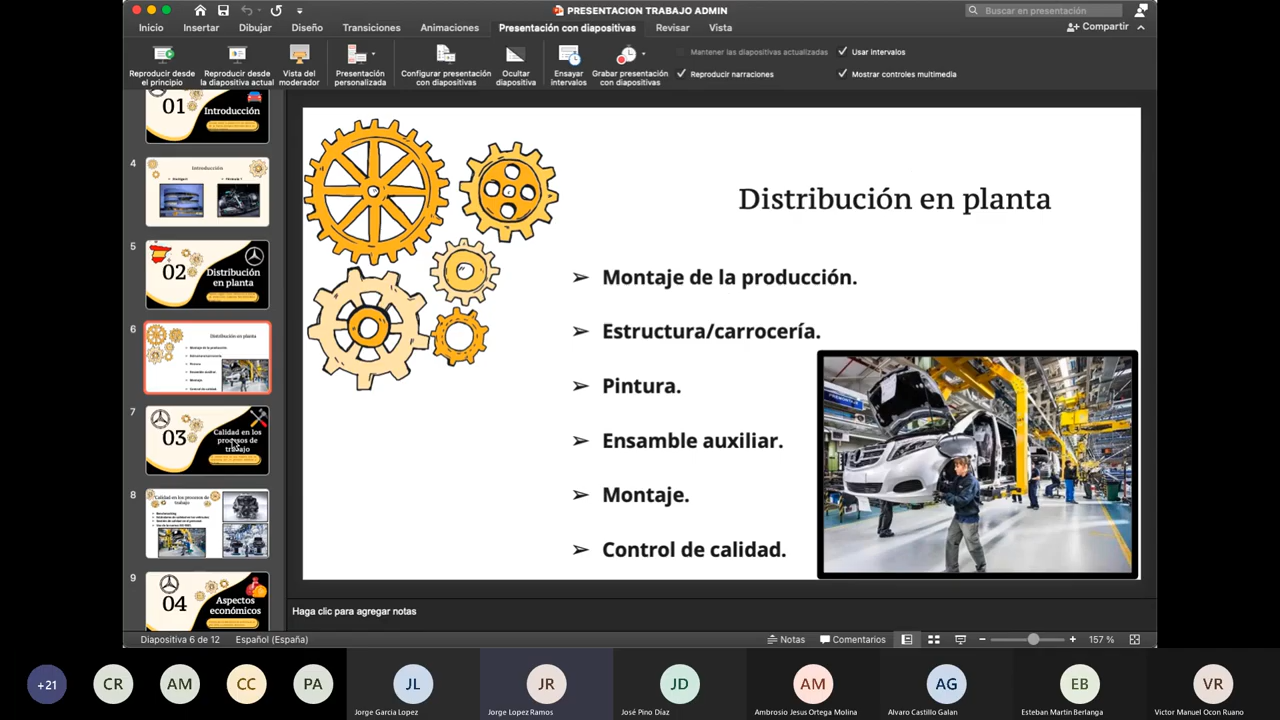 PRESENTACION TRABAJO ADMIN
Buscar en presentación
Inicio Insertar Dibujar Diseño Transiciones Animaciones Presentación con diapositivas Revisar Vista Compartir
Reproducir desde el principio
Reproducir desde la diapositiva actual
Vista del moderador
Presentación personalizada
Configurar presentación con diapositivas
Ocultar diapositiva
Ensayar intervalos
Grabar presentación con diapositivas
Mantener las diapositivas actualizadas
Reproducir narraciones
Usar intervalos
Mostrar controles multimedia
01
Introducción
4
Introducción
5
02
Distribución en planta
6
Distribución en planta
7
03
Calidad en los procesos de trabajo
8
Calidad en los procesos de trabajo
9
04
Aspectos económicos
Distribución en planta
➢ Montaje de la producción.
➢ Estructura/carrocería.
➢ Pintura.
➢ Ensamble auxiliar.
➢ Montaje.
➢ Control de calidad.
Haga clic para agregar notas
Diapositiva 6 de 12 Español (España) Notas Comentarios 157 %
+21 CR AM CC PA JL JR JD AM AG EB VR
Jorge Garcia Lopez
Jorge Lopez Ramos
José Pino Díaz
Ambrosio Jesus Ortega Molina
Alvaro Castillo Galan
Esteban Martin Berlanga
Victor Manuel Ocon Ruano